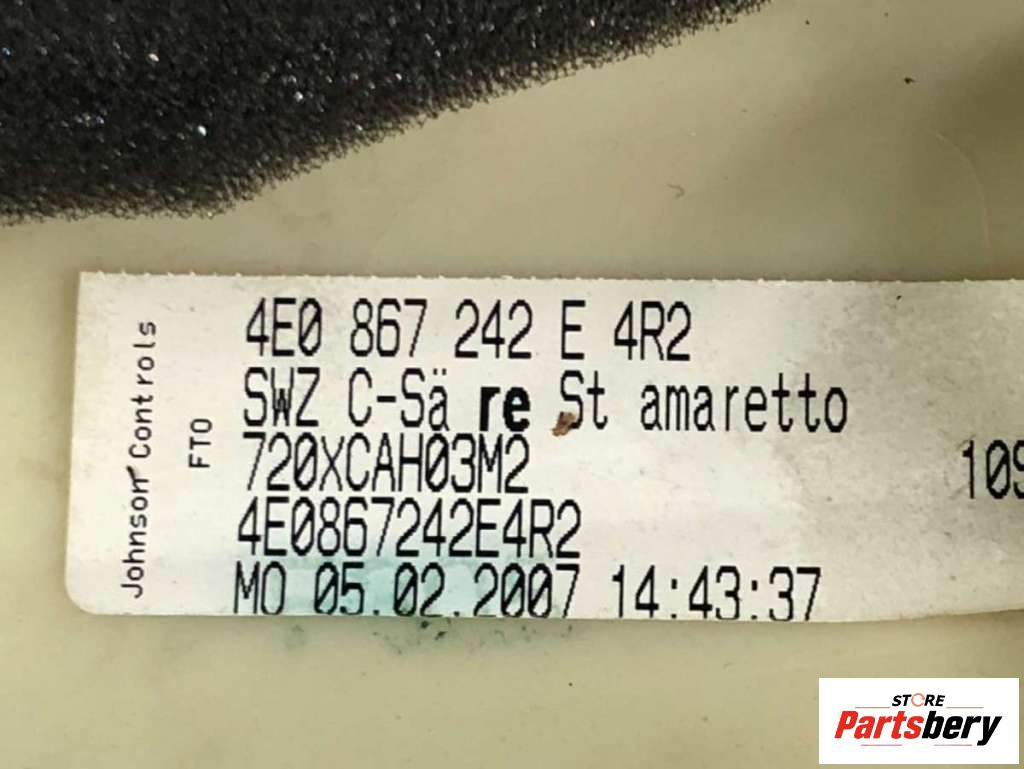 4E0 867 242 E 4R2
SWZ C-Sä re St amaretto
720XCAH03M2
4E0867242E4R2
MO 05.02.2007 14:43:37
Johnson Controls
FTO
STORE
Partsbery